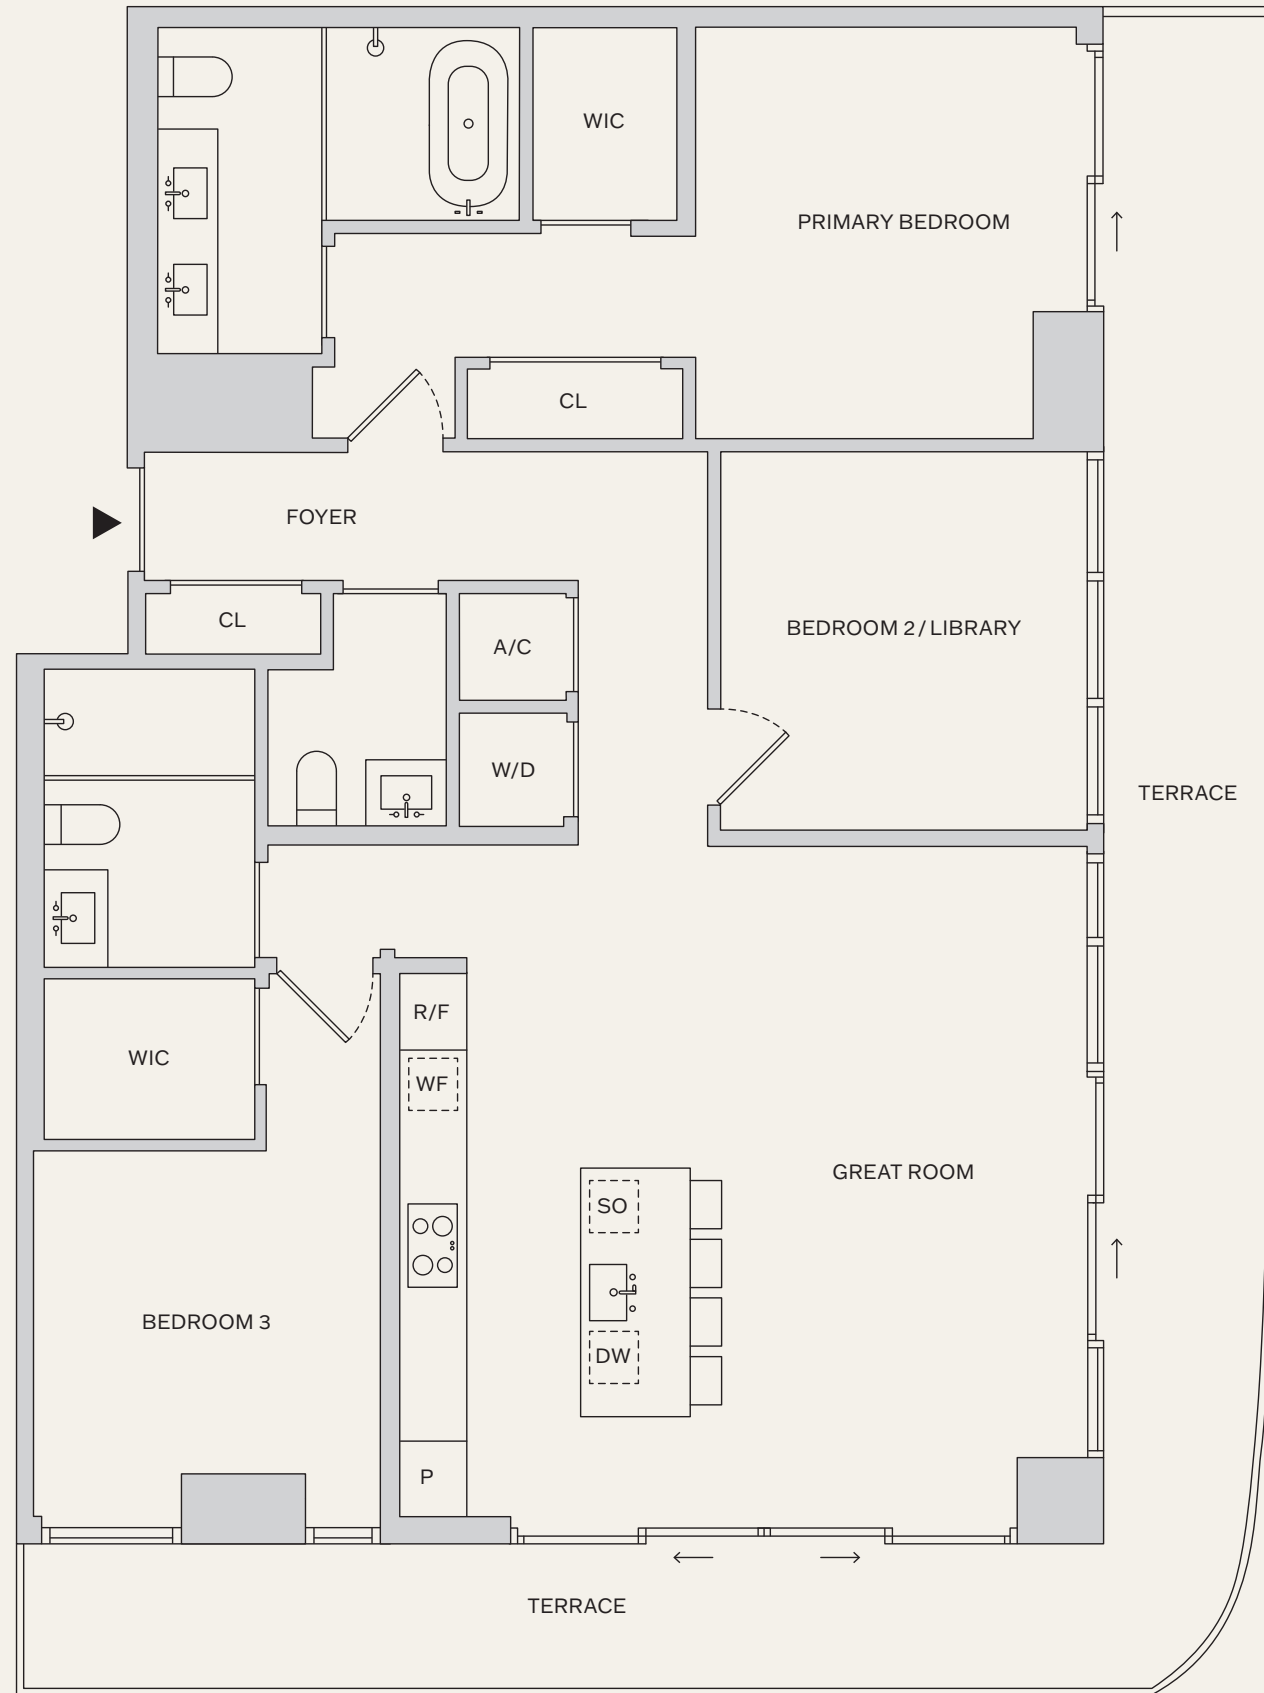 WIC
PRIMARY BEDROOM
CL
FOYER
CL
A/C
BEDROOM 2 / LIBRARY
W/D
TERRACE
R/F
WIC
WF
GREAT ROOM
SO
BEDROOM 3
DW
P
TERRACE